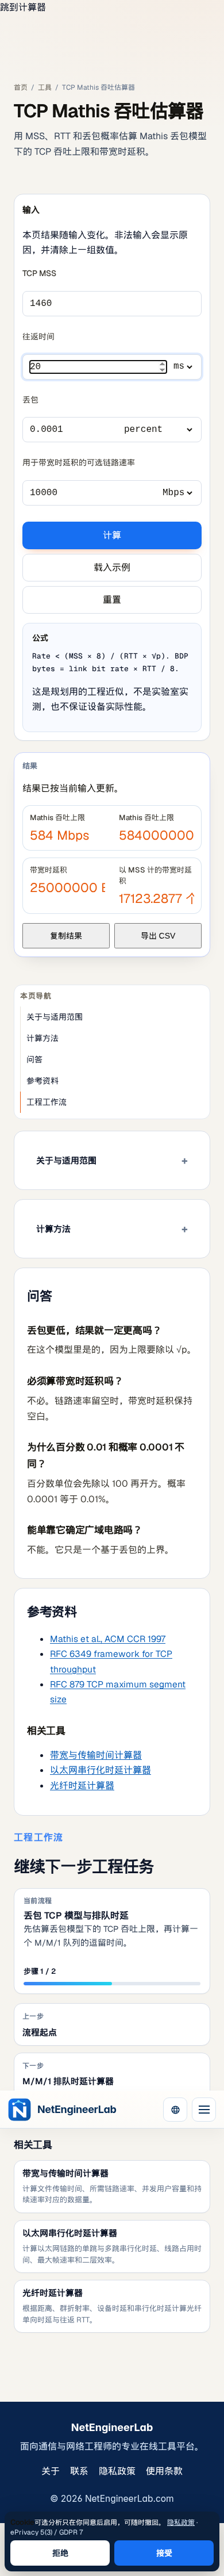 跳到计算器
首页 / 工具 / TCP Mathis 吞吐估算器
TCP Mathis 吞吐估算器
用 MSS、RTT 和丢包概率估算 Mathis 丢包模型
下的 TCP 吞吐上限和带宽时延积。
输入
本页结果随输入变化。非法输入会显示原
因，并清除上一组数值。
TCP MSS
1460
往返时间
20 ms
丢包
0.0001 percent
用于带宽时延积的可选链路速率
10000 Mbps
计算
载入示例
重置
公式
Rate < (MSS × 8) / (RTT × √p). BDP
bytes = link bit rate × RTT / 8.
这是规划用的工程近似，不是实验室实
测，也不保证设备实际性能。
结果
结果已按当前输入更新。
Mathis 吞吐上限
584 Mbps
Mathis 吞吐上限
584000000
带宽时延积
25000000
以 MSS 计的带宽时延
积
17123.2877
复制结果
导出 CSV
本页导航
关于与适用范围
计算方法
问答
参考资料
工程工作流
关于与适用范围 +
计算方法 +
问答
丢包更低，结果就一定更高吗？
在这个模型里是的，因为上限要除以 √p。
必须算带宽时延积吗？
不必。链路速率留空时，带宽时延积保持
空白。
为什么百分数 0.01 和概率 0.0001 不
同？
百分数单位会先除以 100 再开方。概率
0.0001 等于 0.01%。
能单靠它确定广域电路吗？
不能。它只是一个基于丢包的上界。
参考资料
Mathis et al., ACM CCR 1997
RFC 6349 framework for TCP
throughput
RFC 879 TCP maximum segment
size
相关工具
带宽与传输时间计算器
以太网串行化时延计算器
光纤时延计算器
工程工作流
继续下一步工程任务
当前流程
丢包 TCP 模型与排队时延
先估算丢包模型下的 TCP 吞吐上限，再计算一
个 M/M/1 队列的逗留时间。
步骤 1 / 2
上一步
流程起点
下一步
M/M/1 排队时延计算器
NetEngineerLab
相关工具
带宽与传输时间计算器
计算文件传输时间、所需链路速率、并发用户容量和持
续速率对应的数据量。
以太网串行化时延计算器
计算以太网链路的单跳与多跳串行化时延、线路占用时
间、最大帧速率和二层效率。
光纤时延计算器
根据距离、群折射率、设备时延和串行化时延计算光纤
单向时延与往返 RTT。
NetEngineerLab
面向通信与网络工程师的专业在线工具平台。
关于 联系 隐私政策 使用条款
© 2026 NetEngineerLab.com
可选分析只在你同意后启用，可随时撤回。 隐私政策 ·
ePrivacy 5(3) / GDPR 7
拒绝
接受